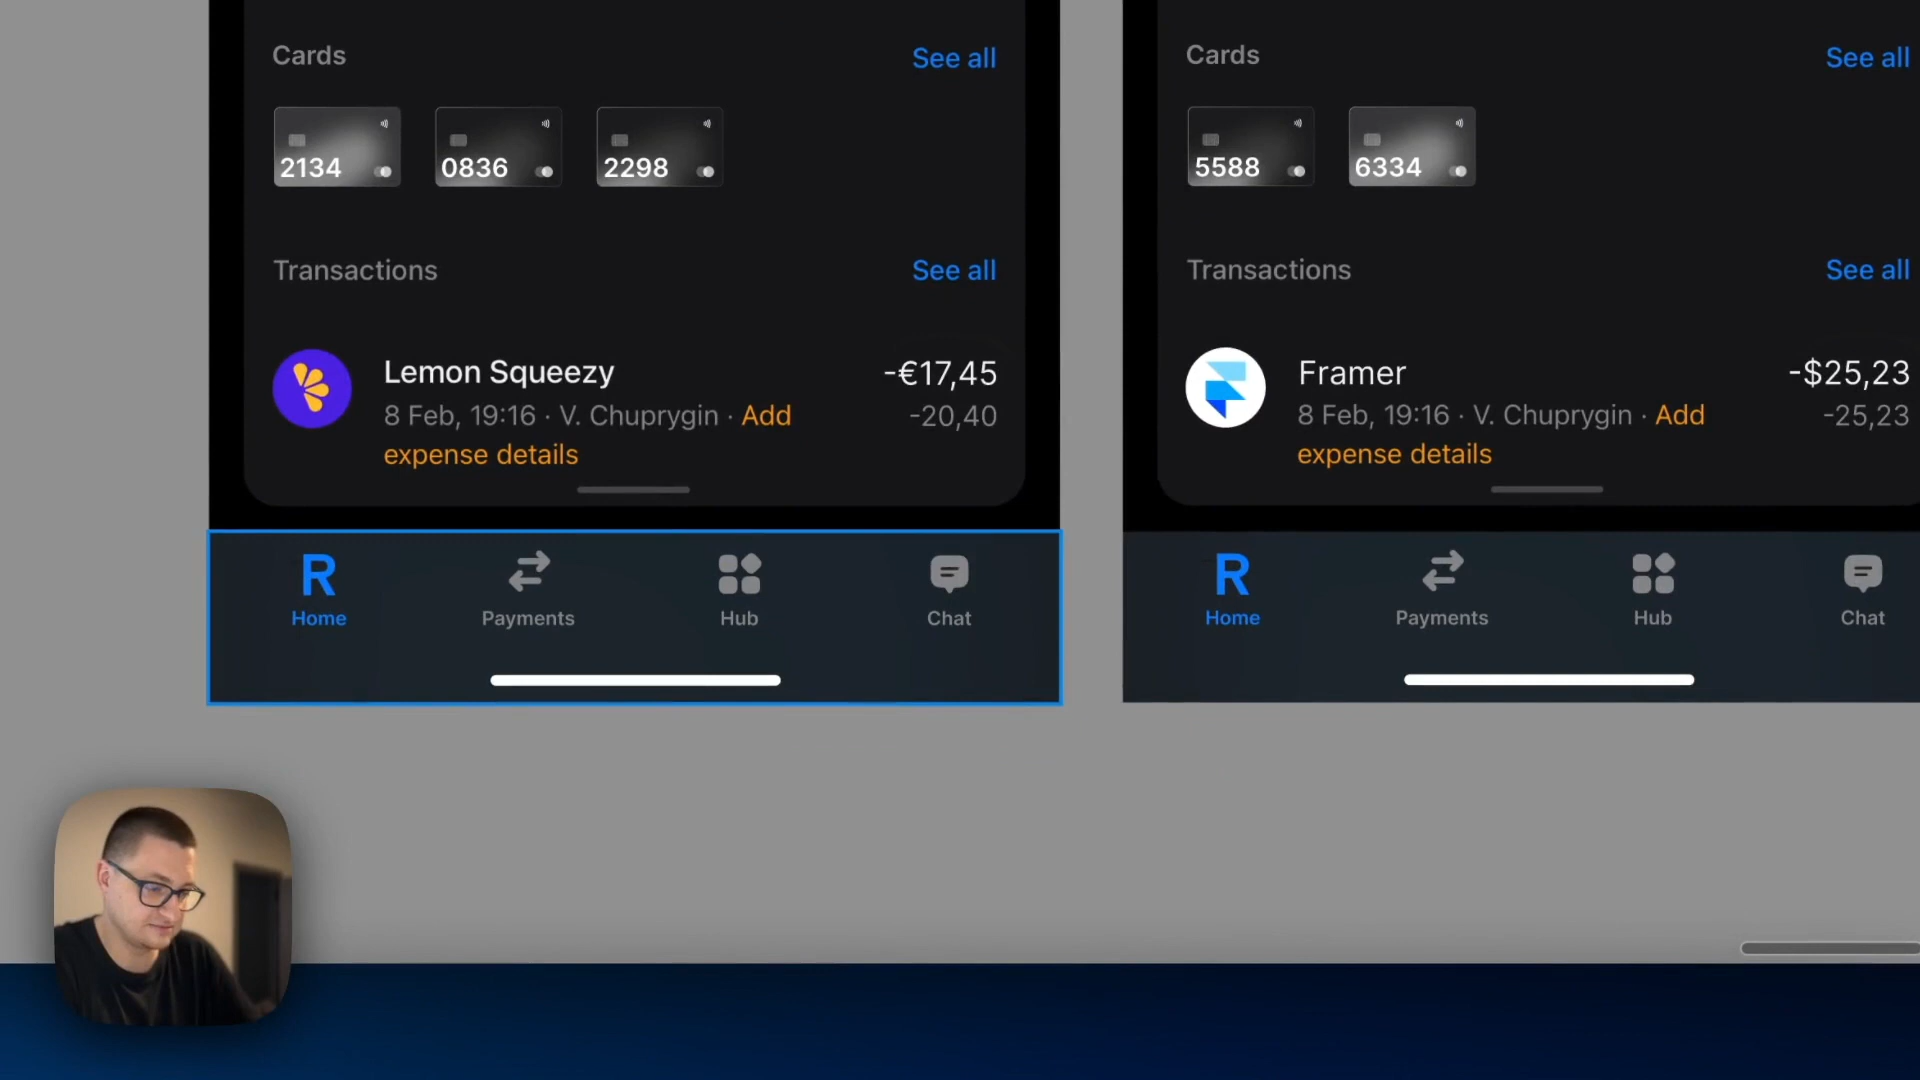 Cards
See all
2134
0836
2298
Transactions
See all
Lemon Squeezy
-€17,45
8 Feb, 19:16 · V. Chuprygin · Add
expense details
-20,40
R
Home
Payments
Hub
Chat
Cards
See all
5588
6334
Transactions
See all
Framer
-$25,23
8 Feb, 19:16 · V. Chuprygin · Add
expense details
-25,23
R
Home
Payments
Hub
Chat